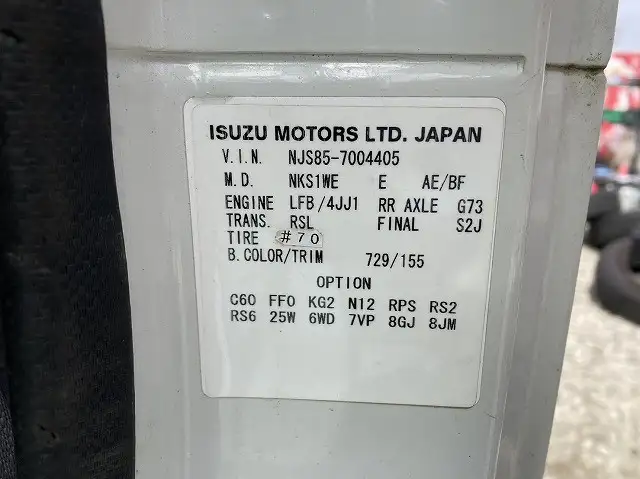 ISUZU MOTORS LTD. JAPAN
V.I.N. NJS85-7004405
M.D. NKS1WE E AE/BF
ENGINE LFB/4JJ1 RR AXLE G73
TRANS. RSL FINAL S2J
TIRE #70
B.COLOR/TRIM 729/155
OPTION
C60 FF0 KG2 N12 RPS RS2
RS6 25W 6WD 7VP 8GJ 8JM